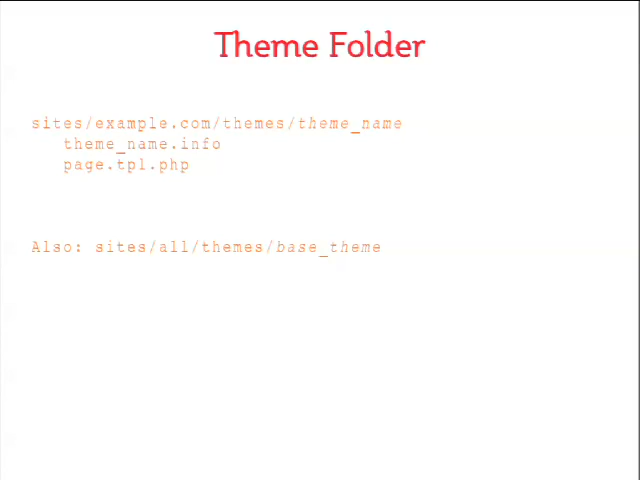 Theme Folder
sites/example.com/themes/theme_name
theme_name.info
page.tpl.php
Also: sites/all/themes/base_theme